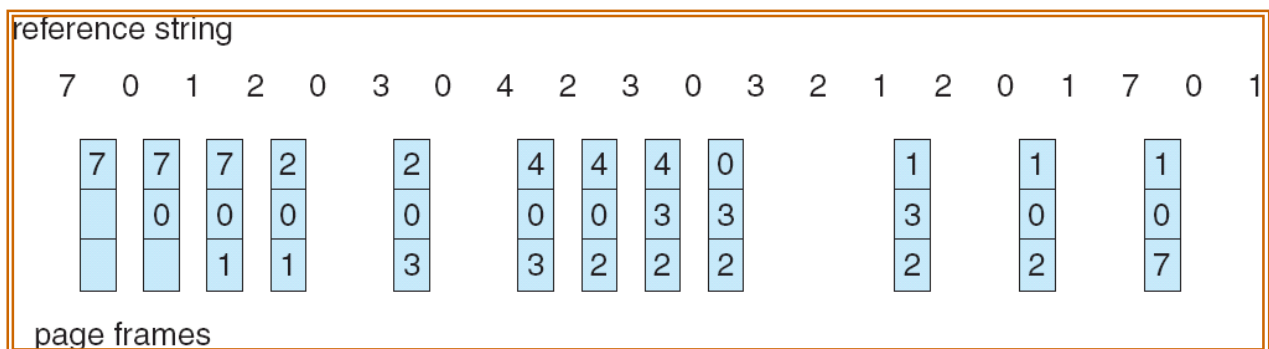 reference string
7 0 1 2 0 3 0 4 2 3 0 3 2 1 2 0 1 7 0 1
7 7 7 2 2 4 4 4 0 1 1 1
0 0 0 0 0 0 3 3 3 0 0
1 1 3 3 2 2 2 2 2 7
page frames